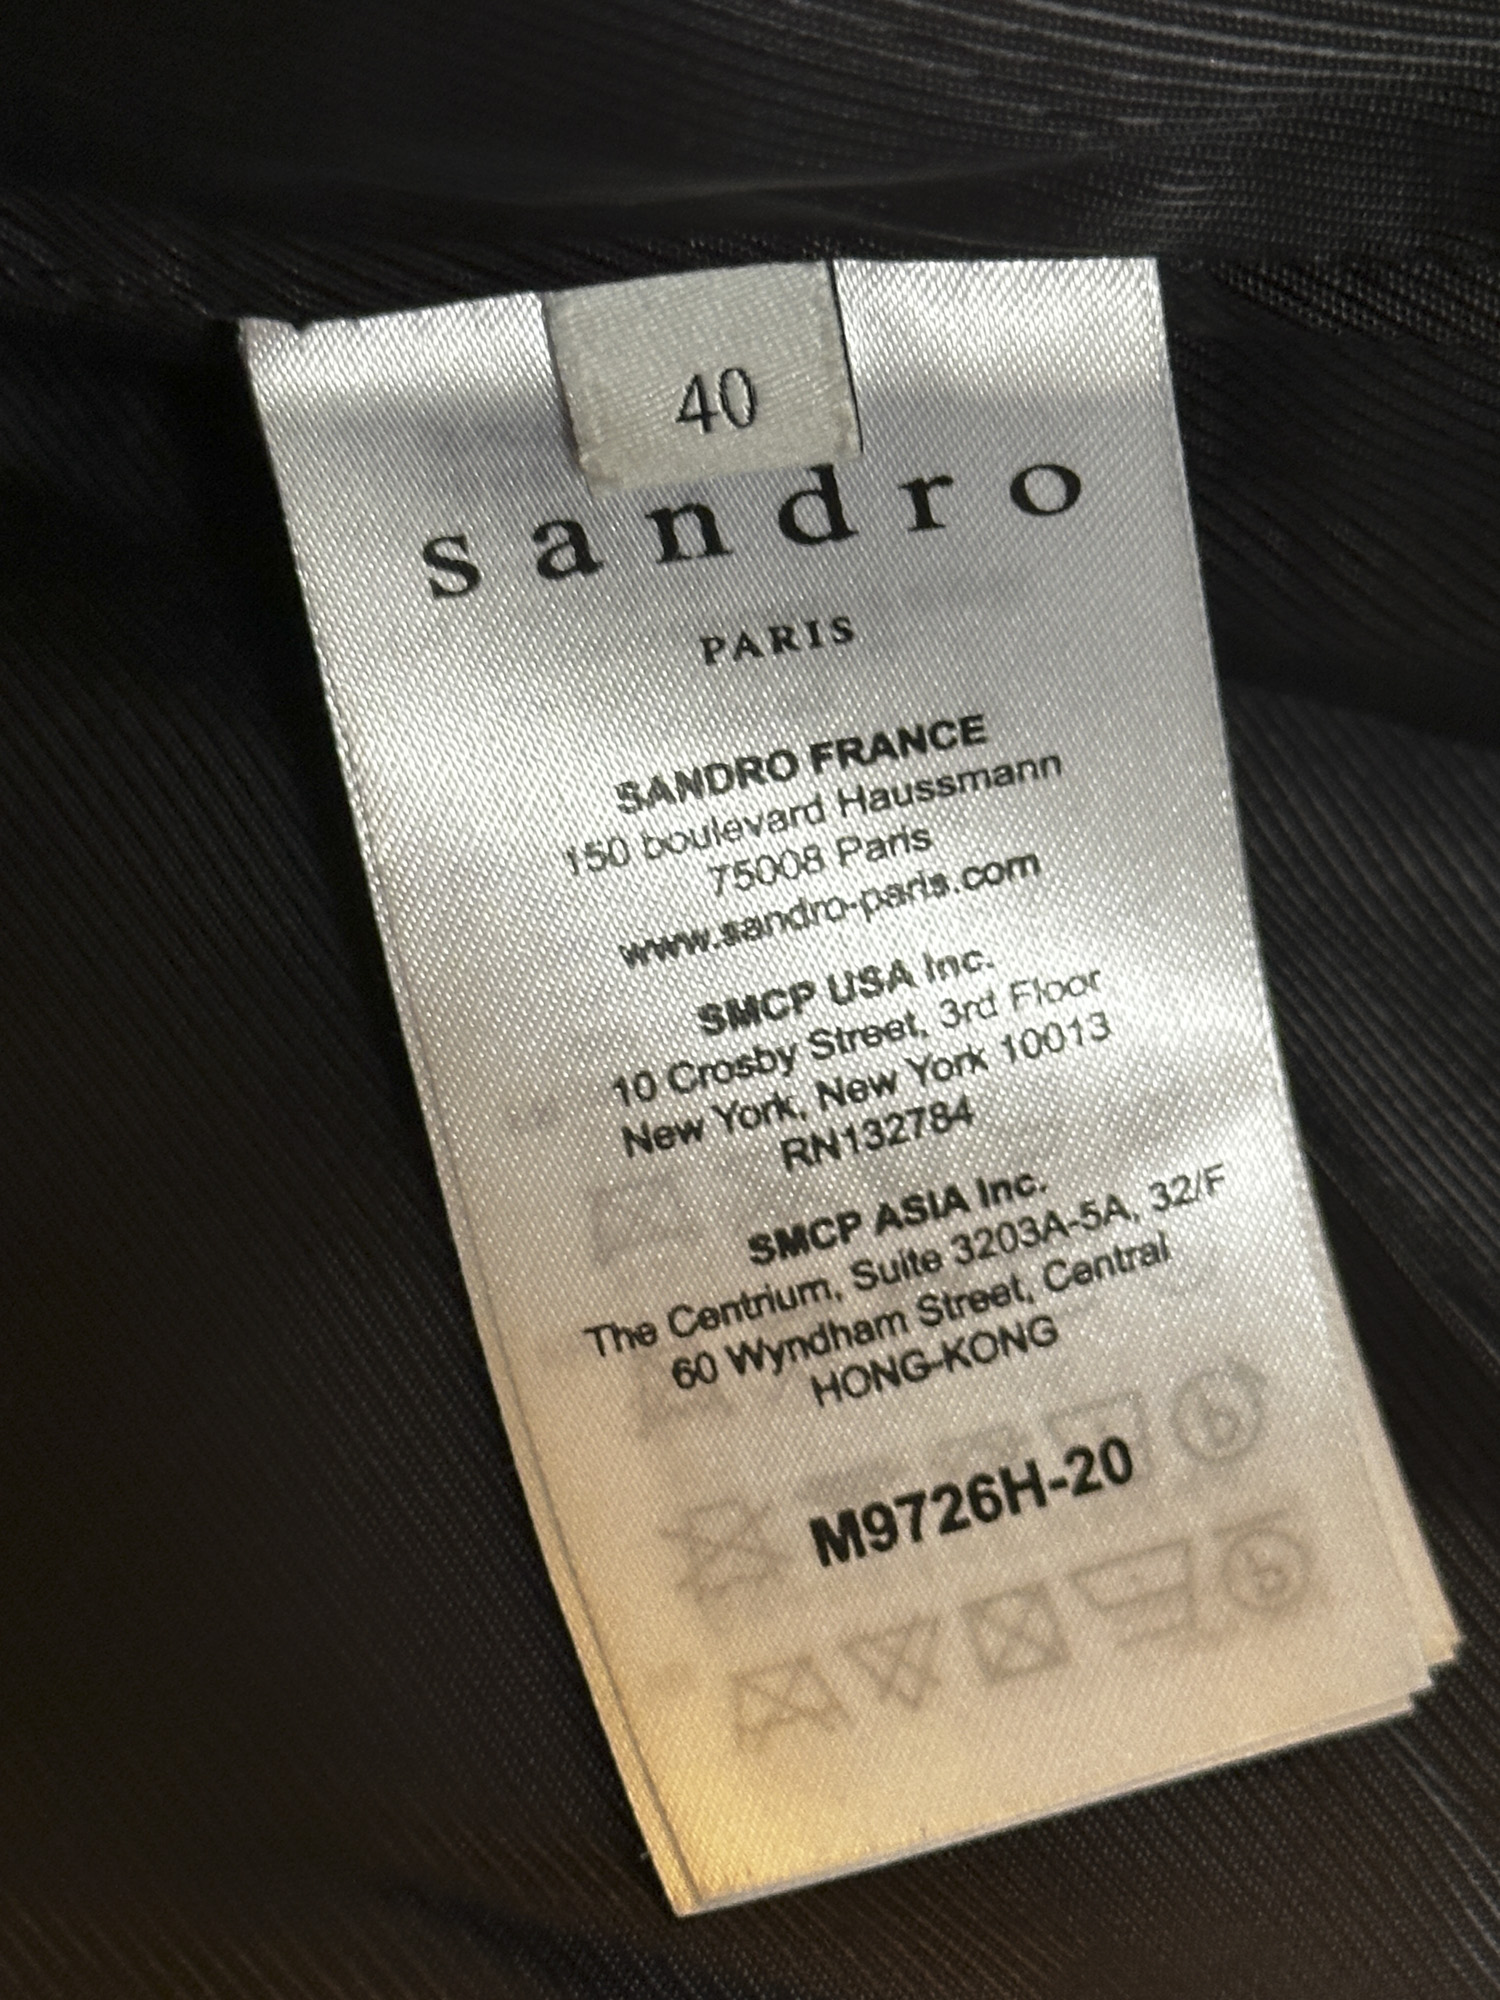 40
sandro
PARIS
SANDRO FRANCE
150 boulevard Haussmann
75008 Paris
www.sandro-paris.com
SMCP USA Inc.
10 Crosby Street, 3rd Floor
New York, New York 10013
RN132784
SMCP ASIA Inc.
The Centrium, Suite 3203A-5A, 32/F
60 Wyndham Street, Central
HONG-KONG
M9726H-20